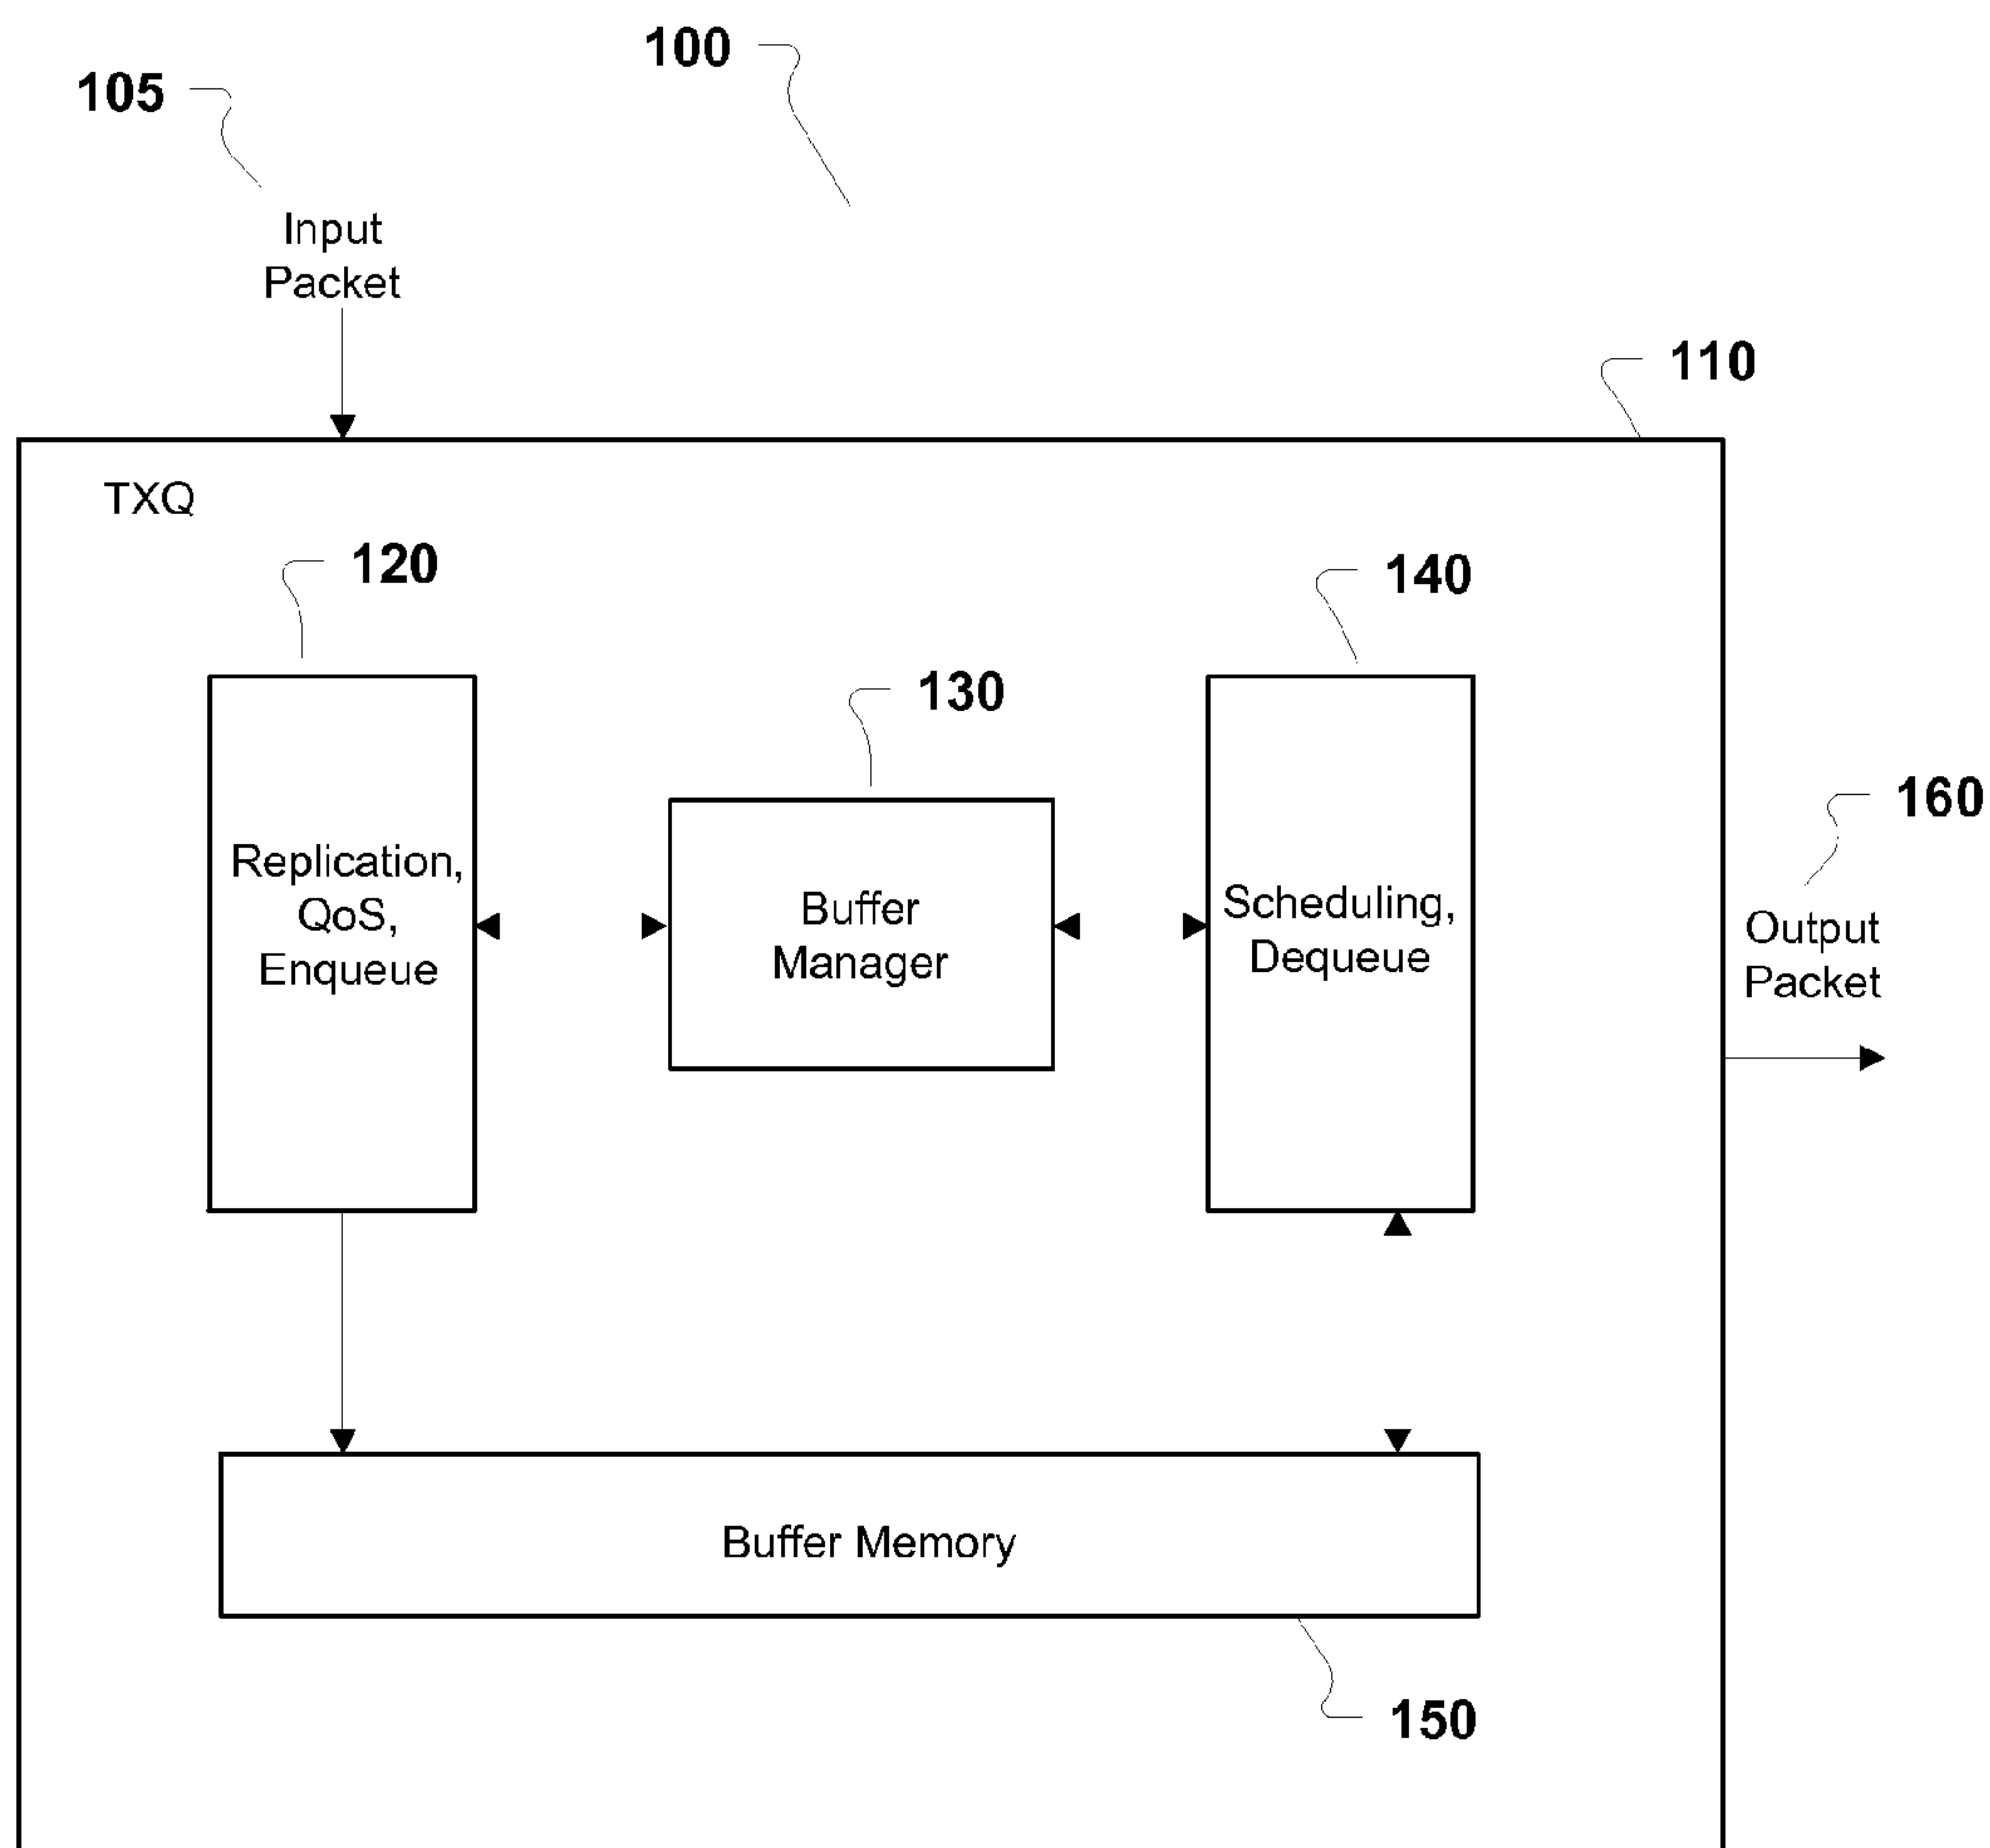 100
105
Input
Packet
110
TXQ
120
140
130
160
Replication,
QoS,
Enqueue
Buffer
Manager
Scheduling,
Dequeue
Output
Packet
Buffer Memory
150